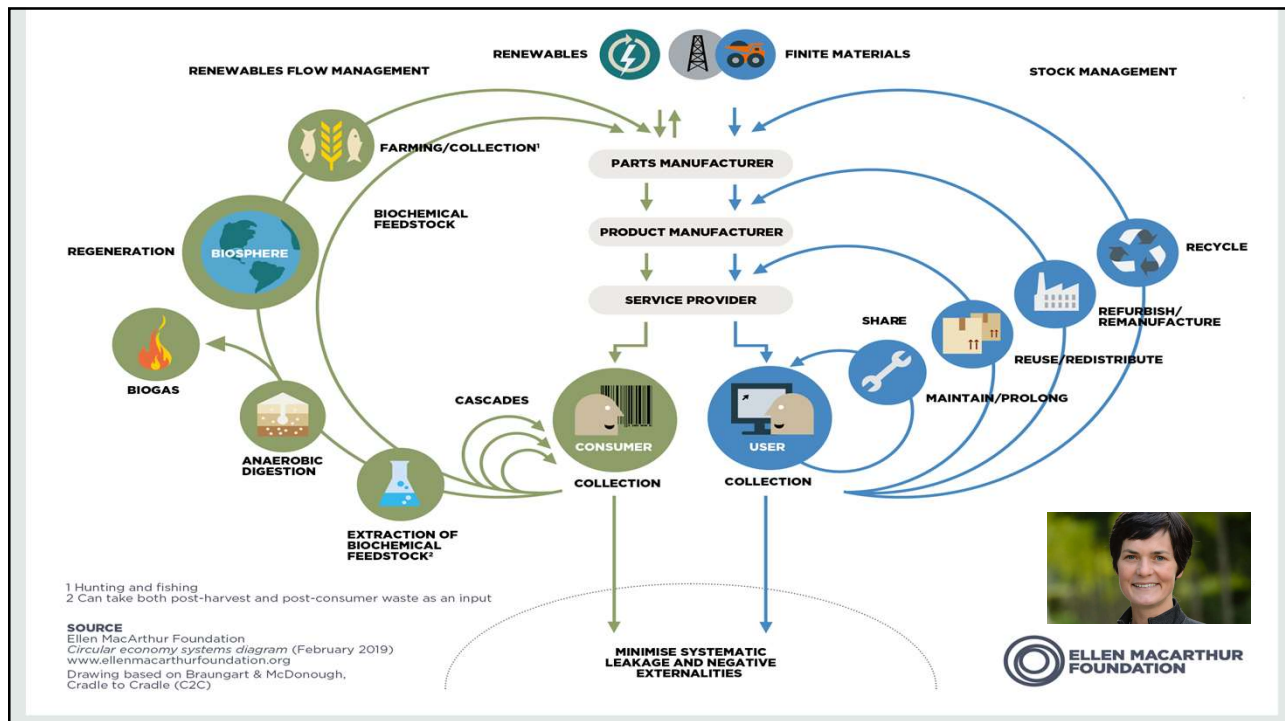 RENEWABLES
FINITE MATERIALS
RENEWABLES FLOW MANAGEMENT
STOCK MANAGEMENT
FARMING/COLLECTION¹
PARTS MANUFACTURER
BIOCHEMICAL
FEEDSTOCK
PRODUCT MANUFACTURER
REGENERATION
BIOSPHERE
RECYCLE
SERVICE PROVIDER
SHARE
REFURBISH/
REMANUFACTURE
REUSE/REDISTRIBUTE
BIOGAS
CASCADES
MAINTAIN/PROLONG
CONSUMER
USER
ANAEROBIC
DIGESTION
COLLECTION
COLLECTION
EXTRACTION OF
BIOCHEMICAL
FEEDSTOCK²
1 Hunting and fishing
2 Can take both post-harvest and post-consumer waste as an input
SOURCE
Ellen MacArthur Foundation
Circular economy systems diagram (February 2019)
www.ellenmacarthurfoundation.org
Drawing based on Braungart & McDonough,
Cradle to Cradle (C2C)
MINIMISE SYSTEMATIC
LEAKAGE AND NEGATIVE
EXTERNALITIES
ELLEN MACARTHUR
FOUNDATION